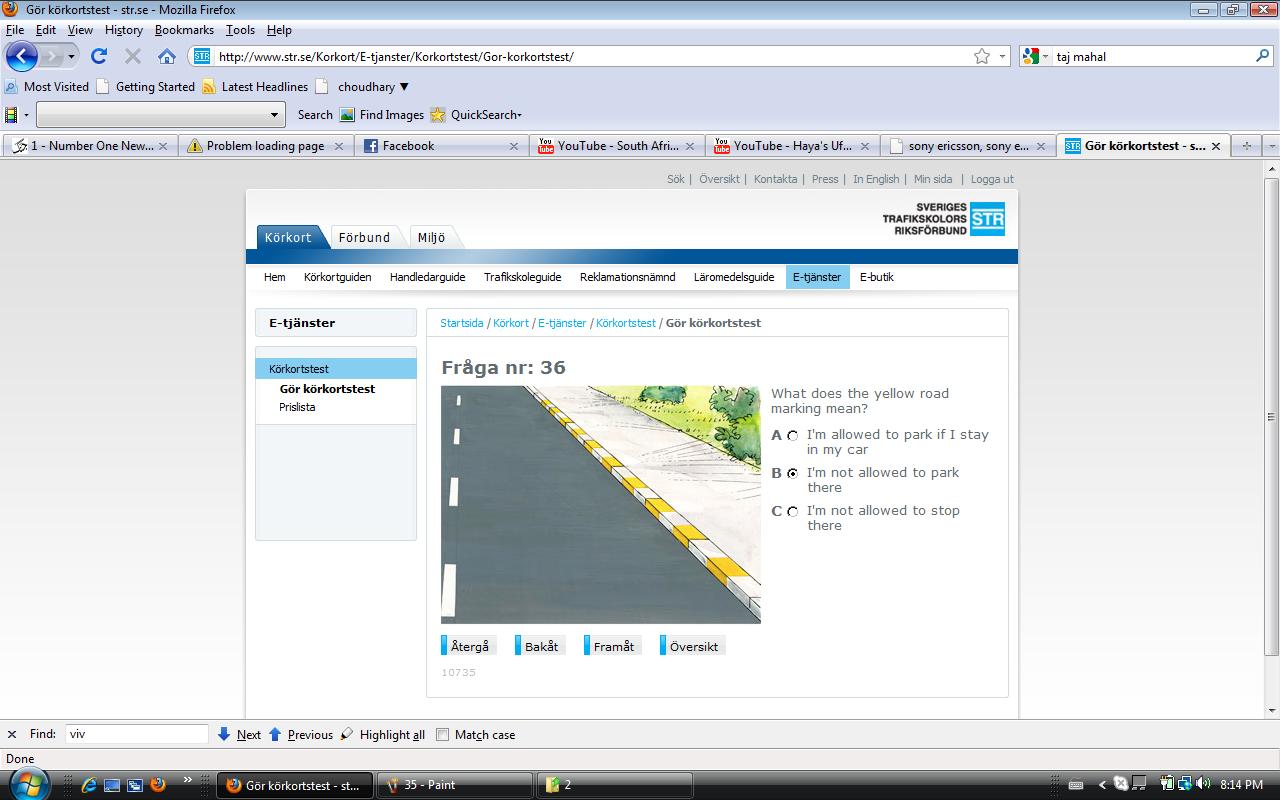 Gör körkortstest - str.se - Mozilla Firefox
File Edit View History Bookmarks Tools Help
STR http://www.str.se/Korkort/E-tjanster/Korkortstest/Gor-korkortstest/ taj mahal
Most Visited Getting Started Latest Headlines choudhary ▼
Search Find Images QuickSearch
1 - Number One New... Problem loading page Facebook YouTube - South Afri... YouTube - Haya's Uf... sony ericsson, sony e... Gör körkortstest - s...
Sök | Översikt | Kontakta | Press | In English | Min sida | Logga ut
SVERIGES
TRAFIKSKOLORS
RIKSFÖRBUND
STR
Körkort Förbund Miljö
Hem Körkortguiden Handledarguide Trafikskoleguide Reklamationsnämnd Läromedelsguide E-tjänster E-butik
E-tjänster
Startsida / Körkort / E-tjänster / Körkortstest / Gör körkortstest
Körkortstest
Gör körkortstest
Prislista
Fråga nr: 36
What does the yellow road
marking mean?
A I'm allowed to park if I stay
in my car
B I'm not allowed to park
there
C I'm not allowed to stop
there
Återgå Bakåt Framåt Översikt
10735
Find: viv Next Previous Highlight all Match case
Done
Gör körkortstest - st... 35 - Paint 2 8:14 PM